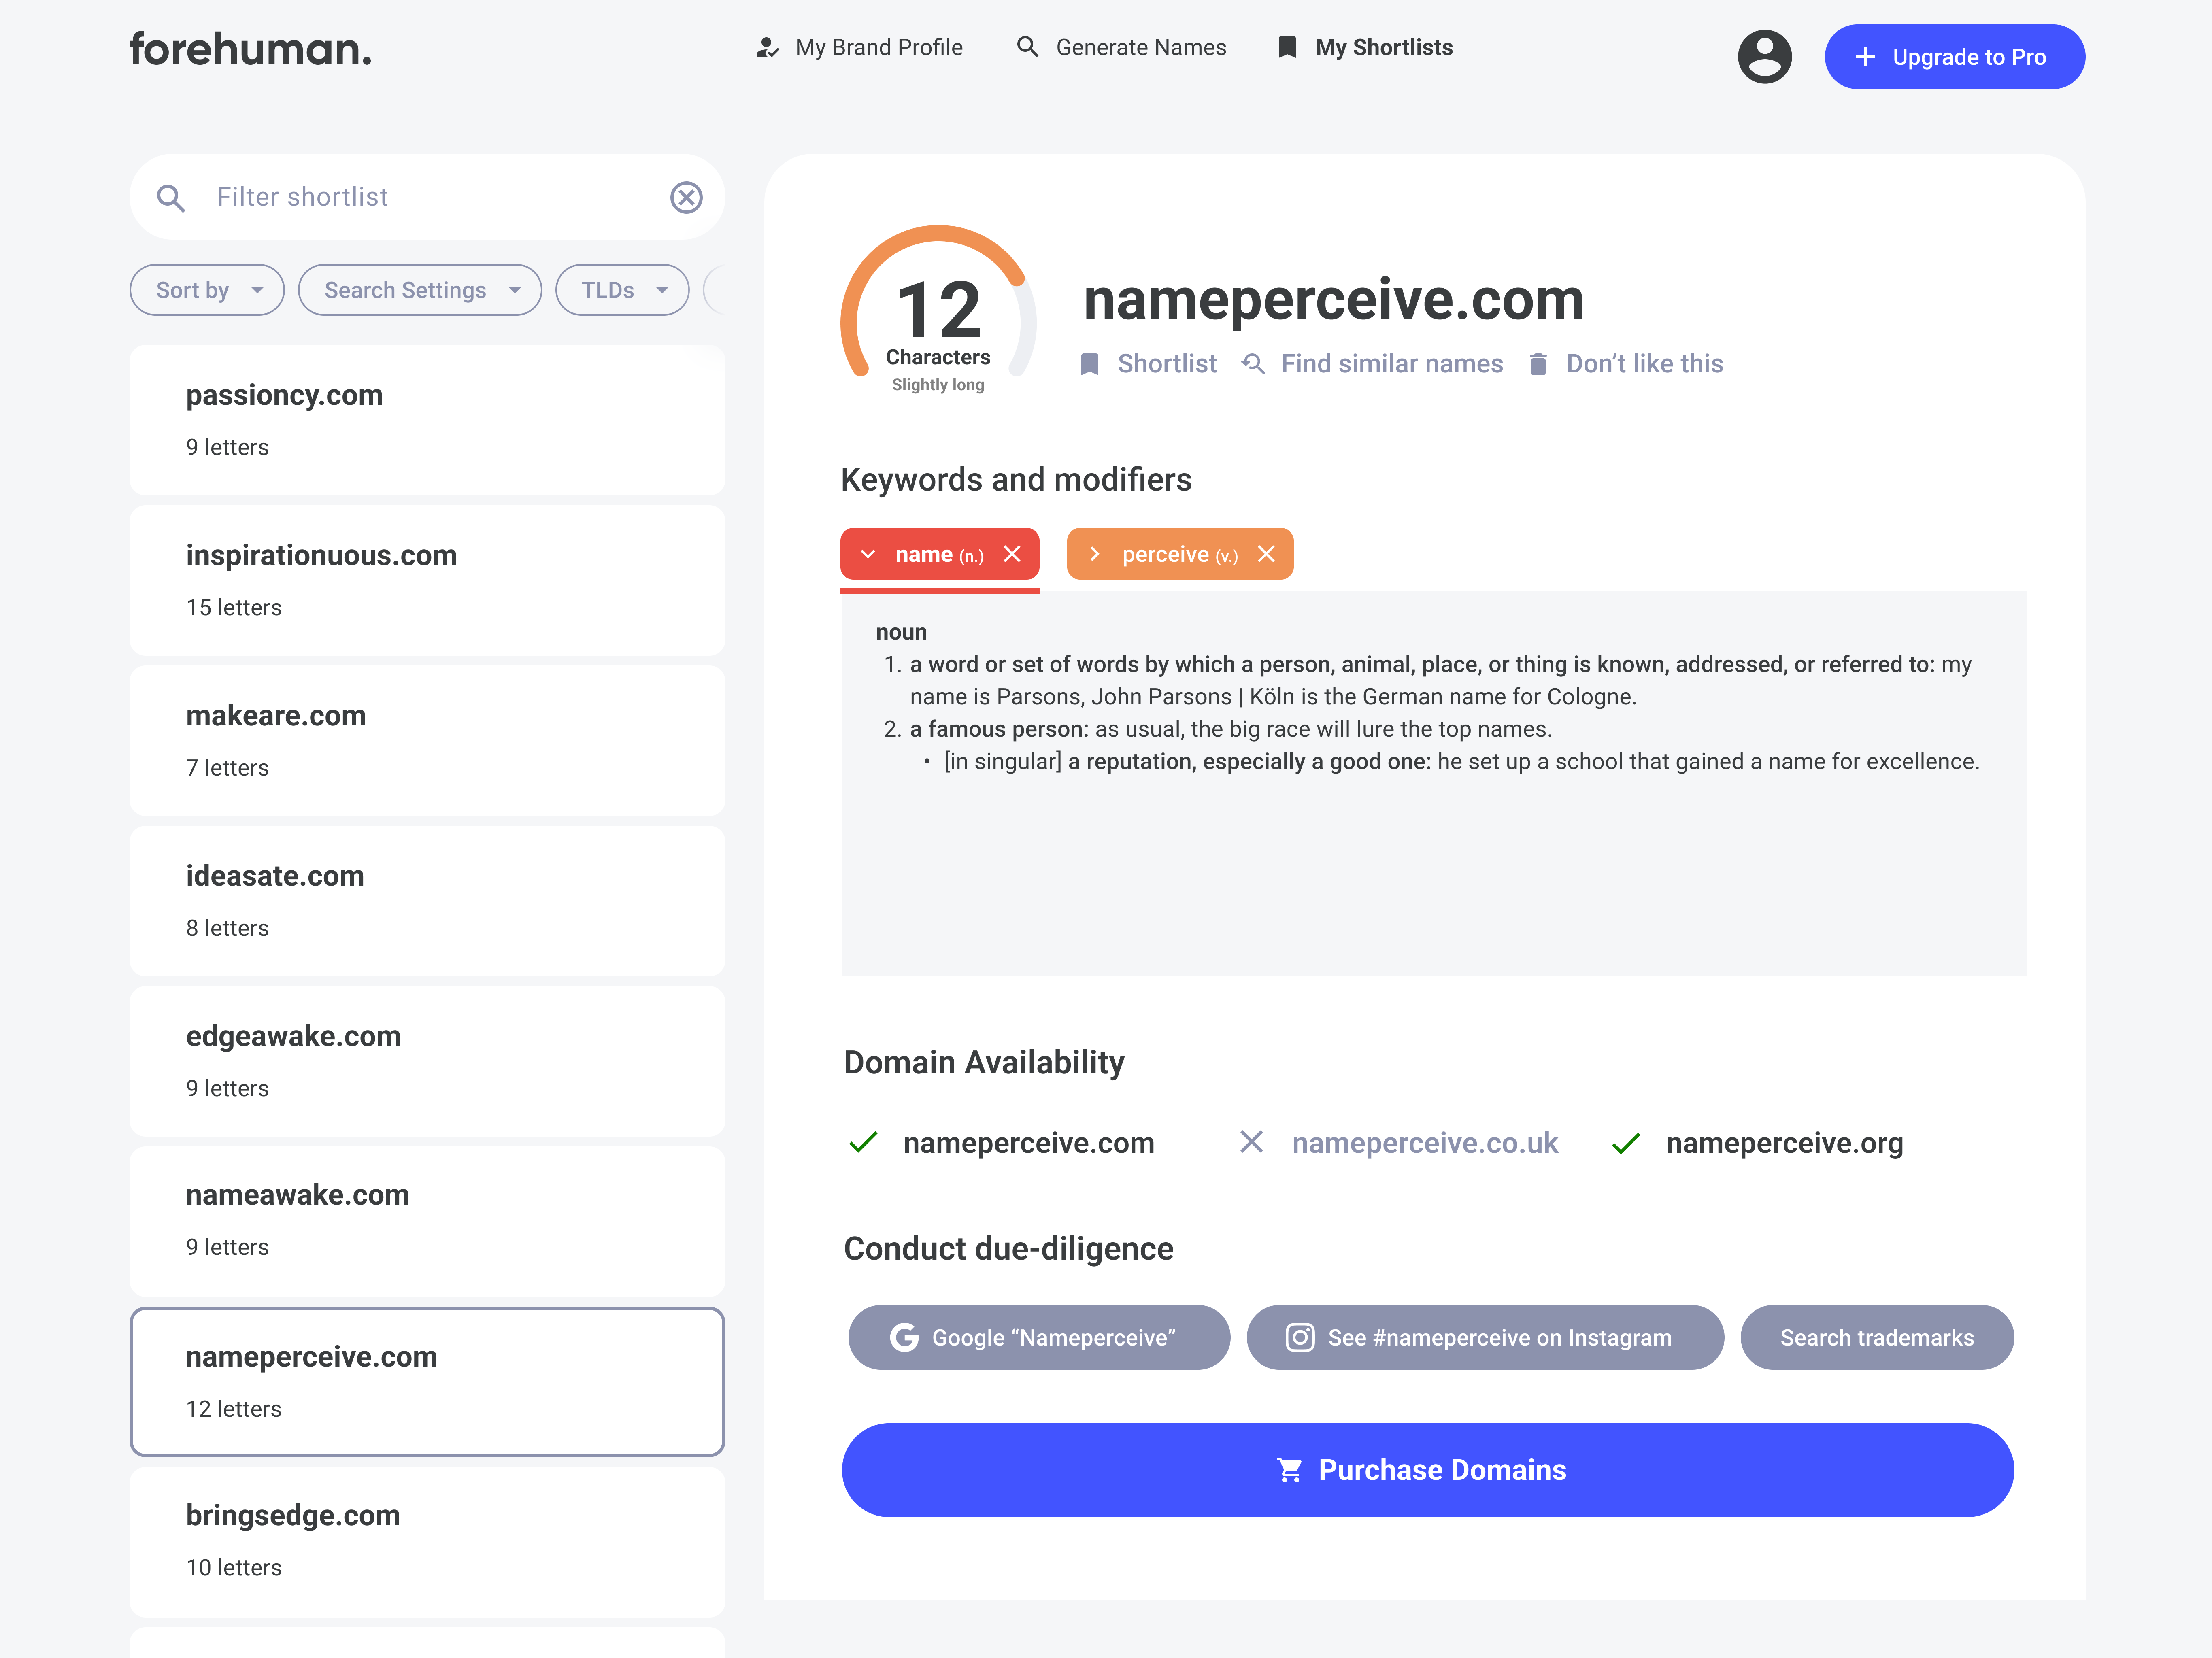 forehuman.
My Brand Profile
Generate Names
My Shortlists
Upgrade to Pro
Filter shortlist
Sort by
Search Settings
TLDs
passioncy.com
9 letters
inspirationuous.com
15 letters
makeare.com
7 letters
ideasate.com
8 letters
edgeawake.com
9 letters
nameawake.com
9 letters
nameperceive.com
12 letters
bringsedge.com
10 letters
12
Characters
Slightly long
nameperceive.com
Shortlist
Find similar names
Don’t like this
Keywords and modifiers
name (n.)
perceive (v.)
noun
1. a word or set of words by which a person, animal, place, or thing is known, addressed, or referred to: my
name is Parsons, John Parsons | Köln is the German name for Cologne.
2. a famous person: as usual, the big race will lure the top names.
• [in singular] a reputation, especially a good one: he set up a school that gained a name for excellence.
Domain Availability
nameperceive.com
nameperceive.co.uk
nameperceive.org
Conduct due-diligence
Google “Nameperceive”
See #nameperceive on Instagram
Search trademarks
Purchase Domains